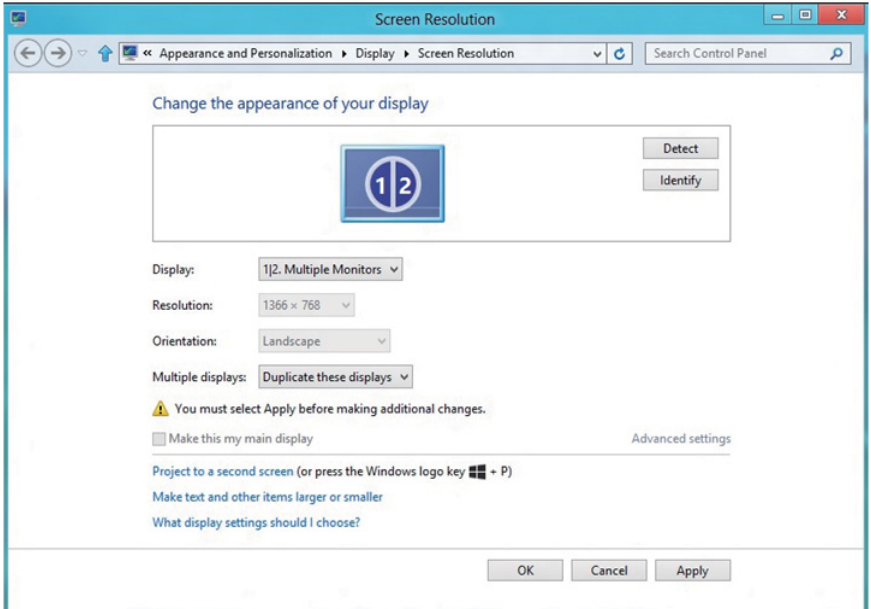 Screen Resolution
« Appearance and Personalization Display Screen Resolution Search Control Panel
Change the appearance of your display
Detect
1 2
Identify
Display: 1|2. Multiple Monitors
Resolution: 1366 × 768
Orientation: Landscape
Multiple displays: Duplicate these displays
You must select Apply before making additional changes.
Make this my main display Advanced settings
Project to a second screen (or press the Windows logo key + P)
Make text and other items larger or smaller
What display settings should I choose?
OK Cancel Apply